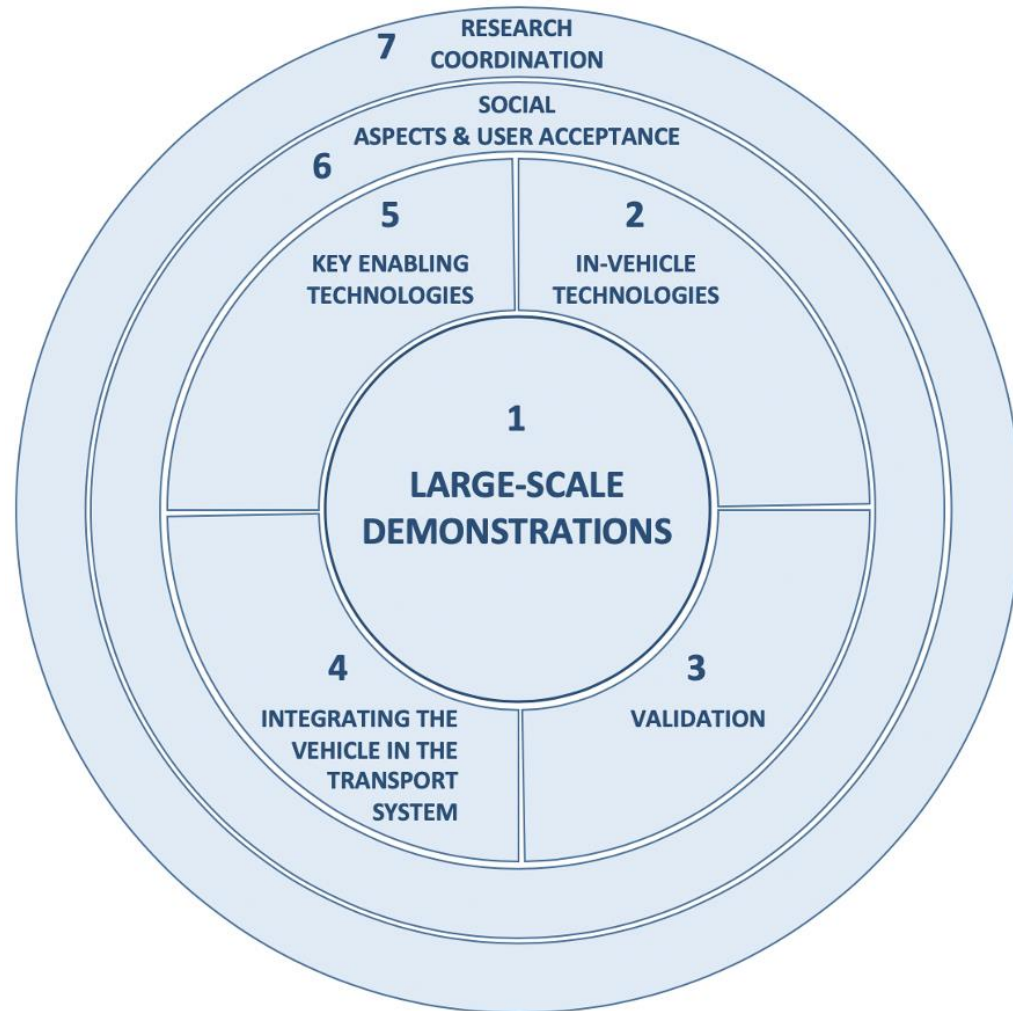 7
RESEARCH
COORDINATION
SOCIAL
ASPECTS & USER ACCEPTANCE
6
5
KEY ENABLING
TECHNOLOGIES
2
IN-VEHICLE
TECHNOLOGIES
1
LARGE-SCALE
DEMONSTRATIONS
4
INTEGRATING THE
VEHICLE IN THE
TRANSPORT
SYSTEM
3
VALIDATION